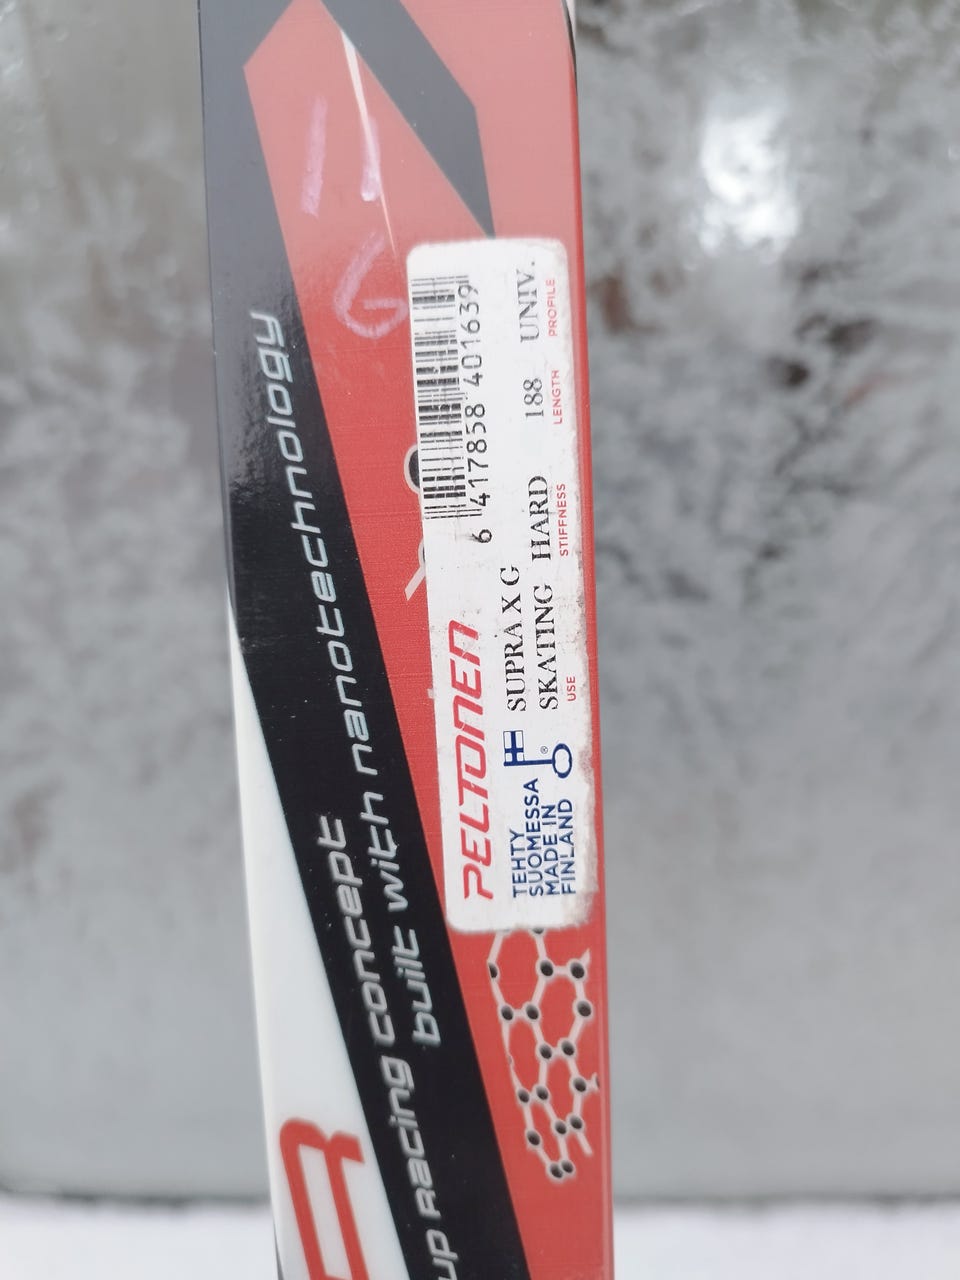 PELTONEN
6 417858 401639
SUPRA X G
SKATING HARD 188 UNIV.
USE STIFFNESS LENGTH PROFILE
TEHTY
SUOMESSA
MADE IN
FINLAND
®
up racing concept
built with nanotechnology